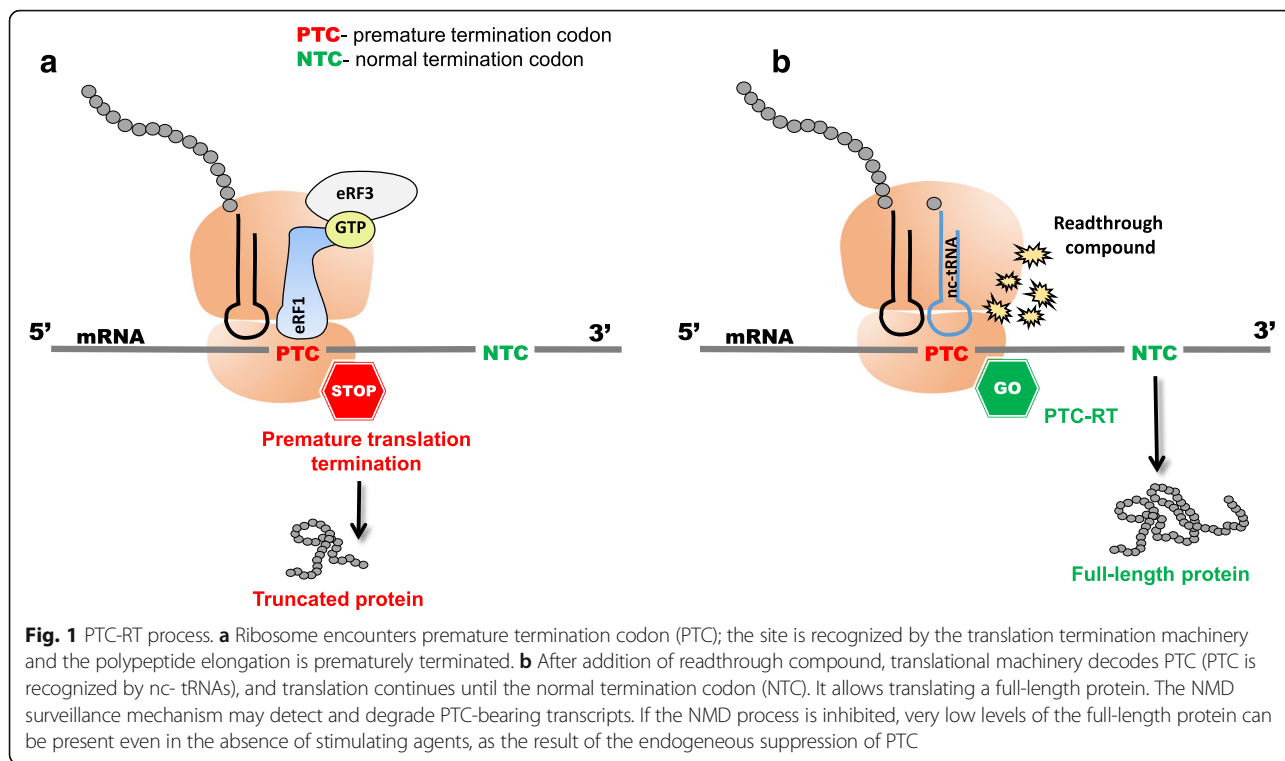 PTC- premature termination codon
NTC- normal termination codon
a
eRF3
GTP
eRF1
5’
mRNA
3’
PTC
NTC
STOP
Premature translation
termination
Truncated protein
b
Readthrough
compound
nc-tRNA
5’
mRNA
3’
PTC
NTC
GO
PTC-RT
Full-length protein
Fig. 1 PTC-RT process. a Ribosome encounters premature termination codon (PTC); the site is recognized by the translation termination machinery
and the polypeptide elongation is prematurely terminated. b After addition of readthrough compound, translational machinery decodes PTC (PTC is
recognized by nc- tRNAs), and translation continues until the normal termination codon (NTC). It allows translating a full-length protein. The NMD
surveillance mechanism may detect and degrade PTC-bearing transcripts. If the NMD process is inhibited, very low levels of the full-length protein can
be present even in the absence of stimulating agents, as the result of the endogeneous suppression of PTC